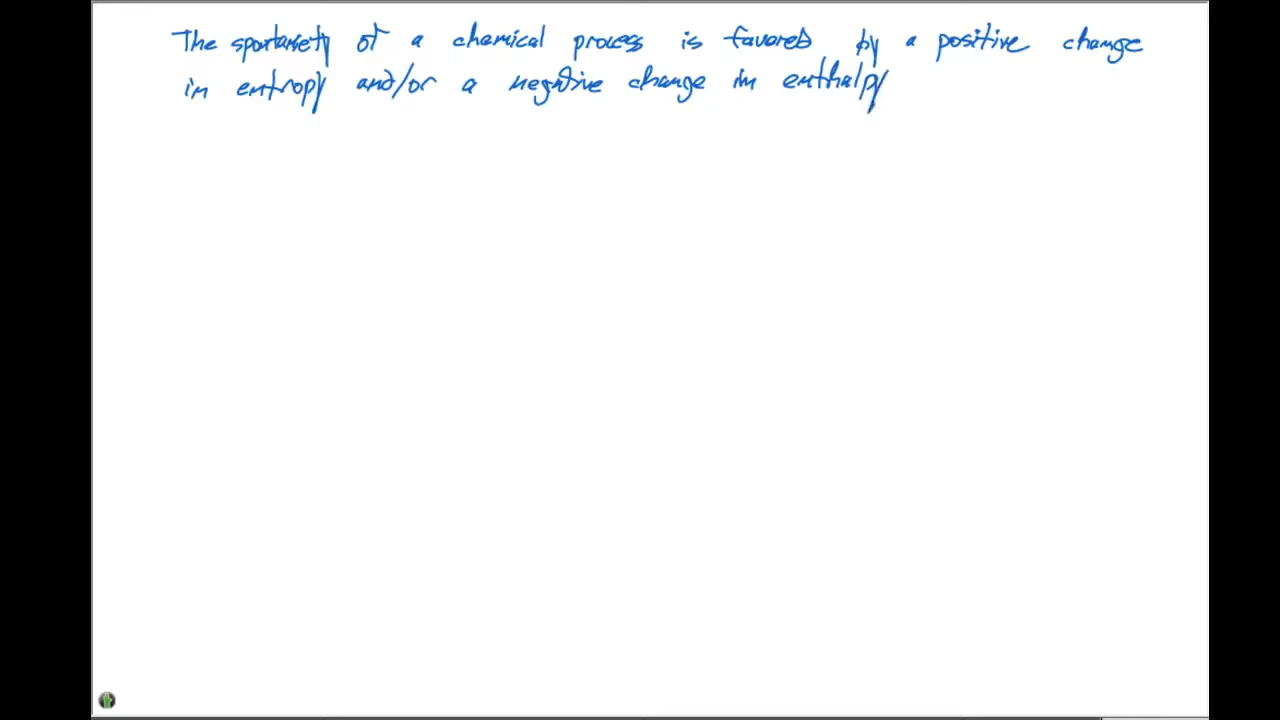 The spontaneity of a chemical process is favored by a positive change
in entropy and/or a negative change in enthalpy